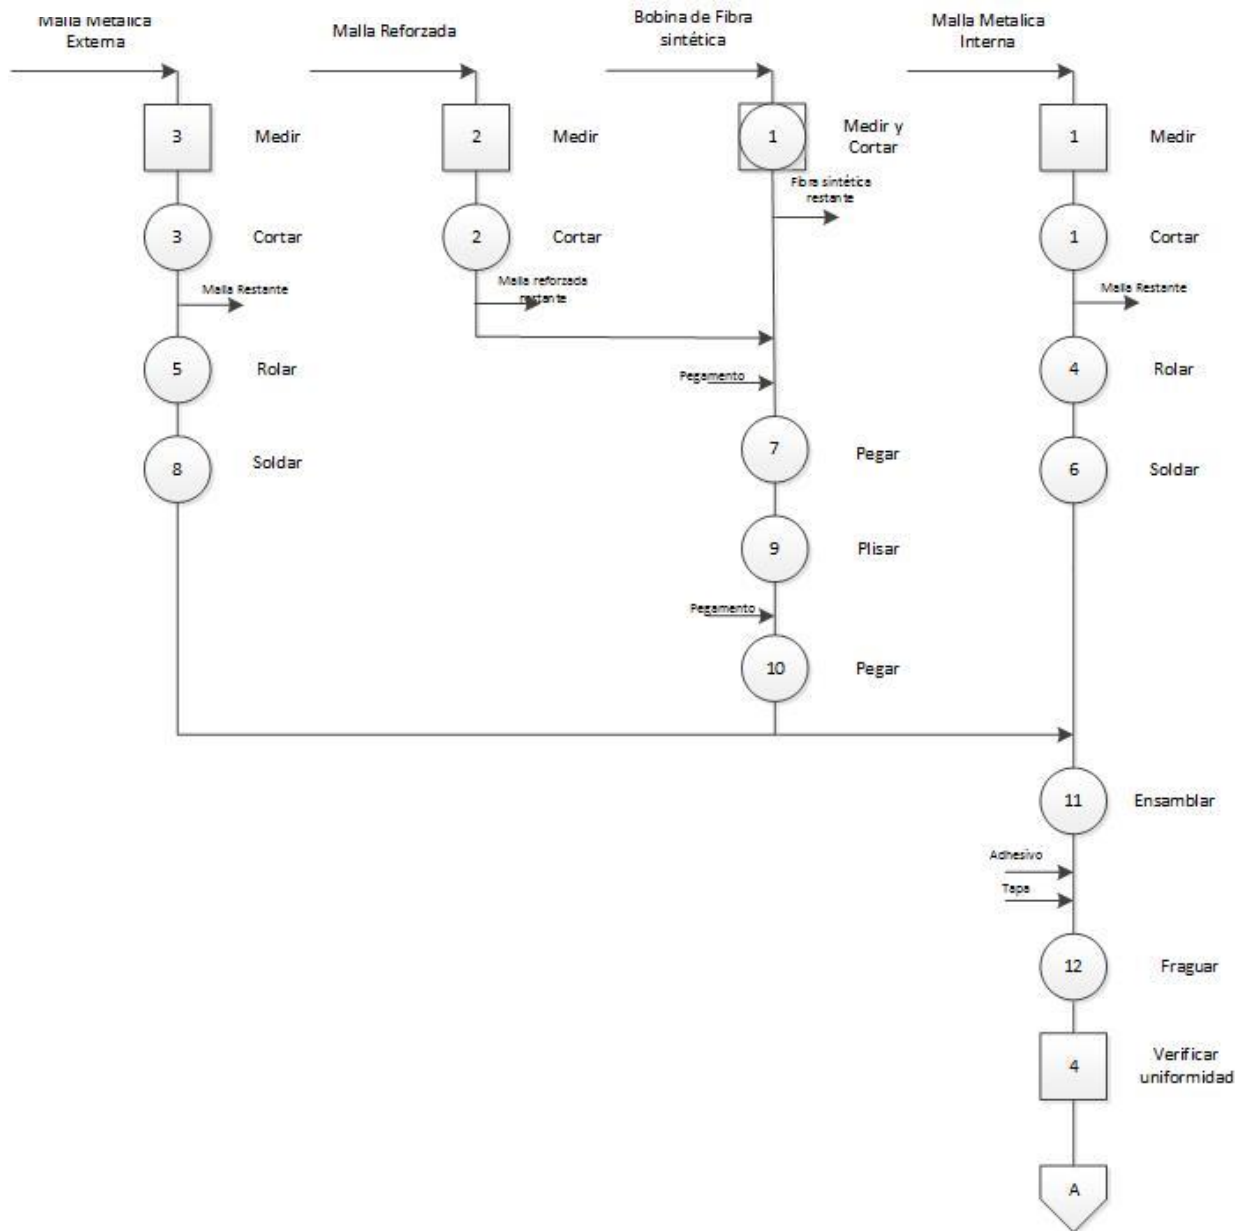 Malla Metalica
Externa
Malla Reforzada
Bobina de Fibra
sintética
Malla Metalica
Interna
3
Medir
2
Medir
1
Medir y
Cortar
1
Medir
Fibra sintética
restante
3
Cortar
2
Cortar
1
Cortar
Malla Restante
Malla reforzada
restante
Malla Restante
5
Rolar
Pegamento
4
Rolar
8
Soldar
7
Pegar
6
Soldar
9
Plisar
Pegamento
10
Pegar
11
Ensamblar
Adhesivo
Tapa
12
Fraguar
4
Verificar
uniformidad
A